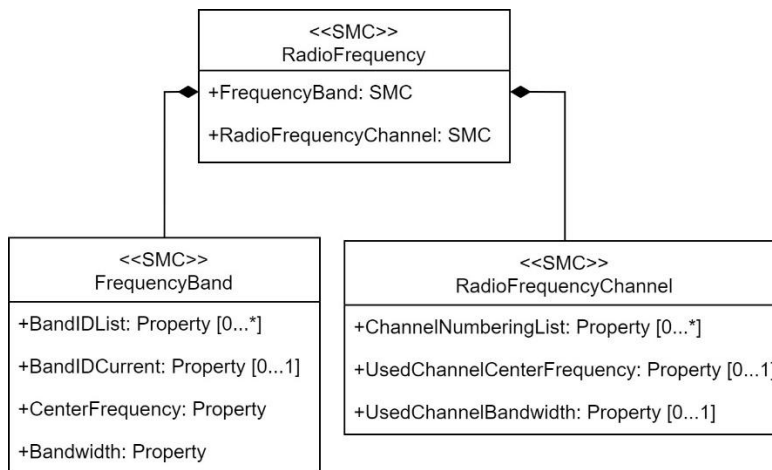 <<SMC>>
RadioFrequency
+FrequencyBand: SMC
+RadioFrequencyChannel: SMC
<<SMC>>
FrequencyBand
+BandIDList: Property [0...*]
+BandIDCurrent: Property [0...1]
+CenterFrequency: Property
+Bandwidth: Property
<<SMC>>
RadioFrequencyChannel
+ChannelNumberingList: Property [0...*]
+UsedChannelCenterFrequency: Property [0...1]
+UsedChannelBandwidth: Property [0...1]